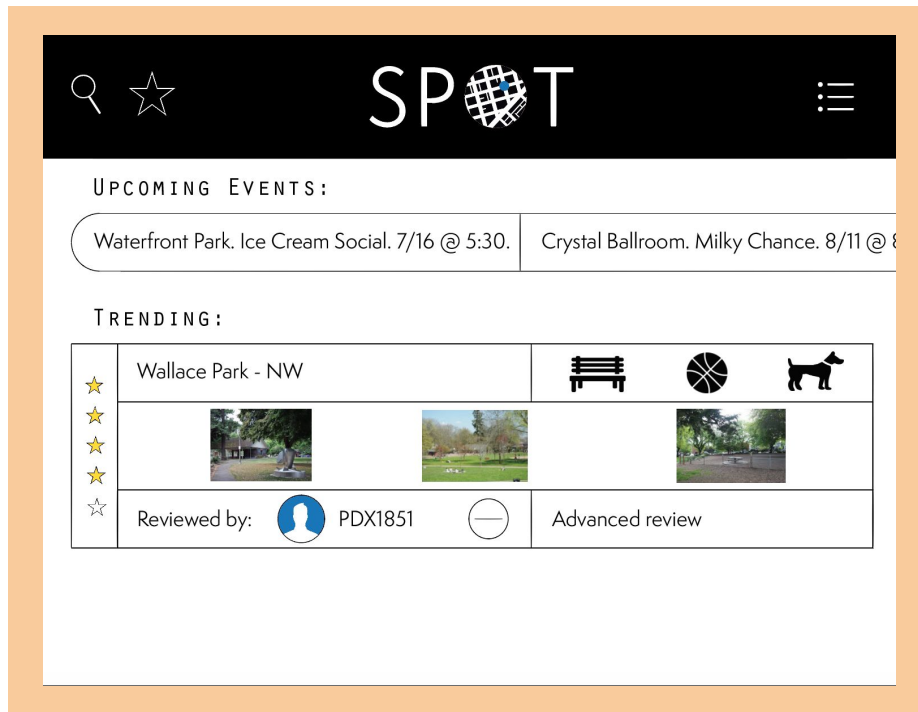 SPOT
UPCOMING EVENTS:
Waterfront Park. Ice Cream Social. 7/16 @ 5:30.
Crystal Ballroom. Milky Chance. 8/11 @
TRENDING:
Wallace Park - NW
Reviewed by: PDX1851
Advanced review